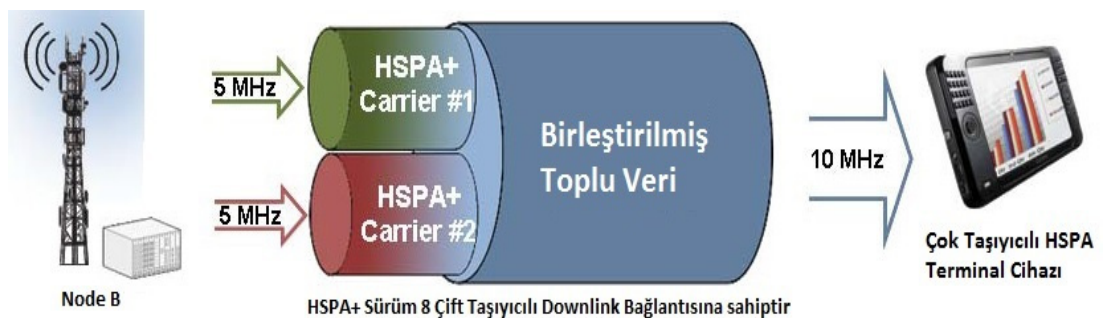 5 MHz
HSPA+
Carrier #1
5 MHz
HSPA+
Carrier #2
Birleştirilmiş
Toplu Veri
10 MHz
Node B
Çok Taşıyıcılı HSPA
Terminal Cihazı
HSPA+ Sürüm 8 Çift Taşıyıcılı Downlink Bağlantısına sahiptir